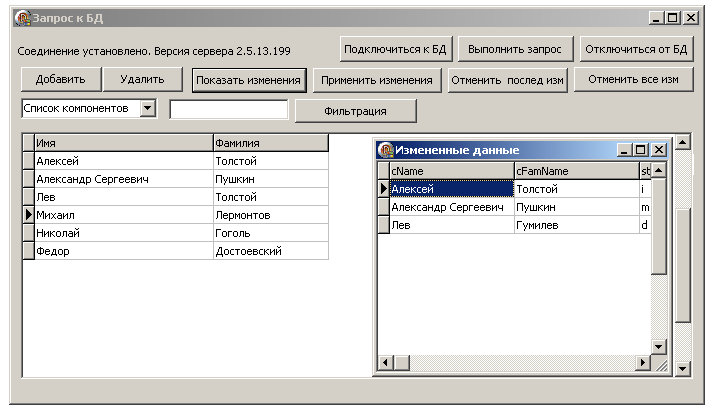 Запрос к БД
Соединение установлено. Версия сервера 2.5.13.199
Подключиться к БД
Выполнить запрос
Отключиться от БД
Добавить
Удалить
Показать изменения
Применить изменения
Отменить послед изм
Отменить все изм
Список компонентов
Фильтрация
Имя Фамилия
Алексей Толстой
Александр Сергеевич Пушкин
Лев Толстой
Михаил Лермонтов
Николай Гоголь
Федор Достоевский
Измененные данные
cName cFamName st
Алексей Толстой i
Александр Сергеевич Пушкин m
Лев Гумилев d